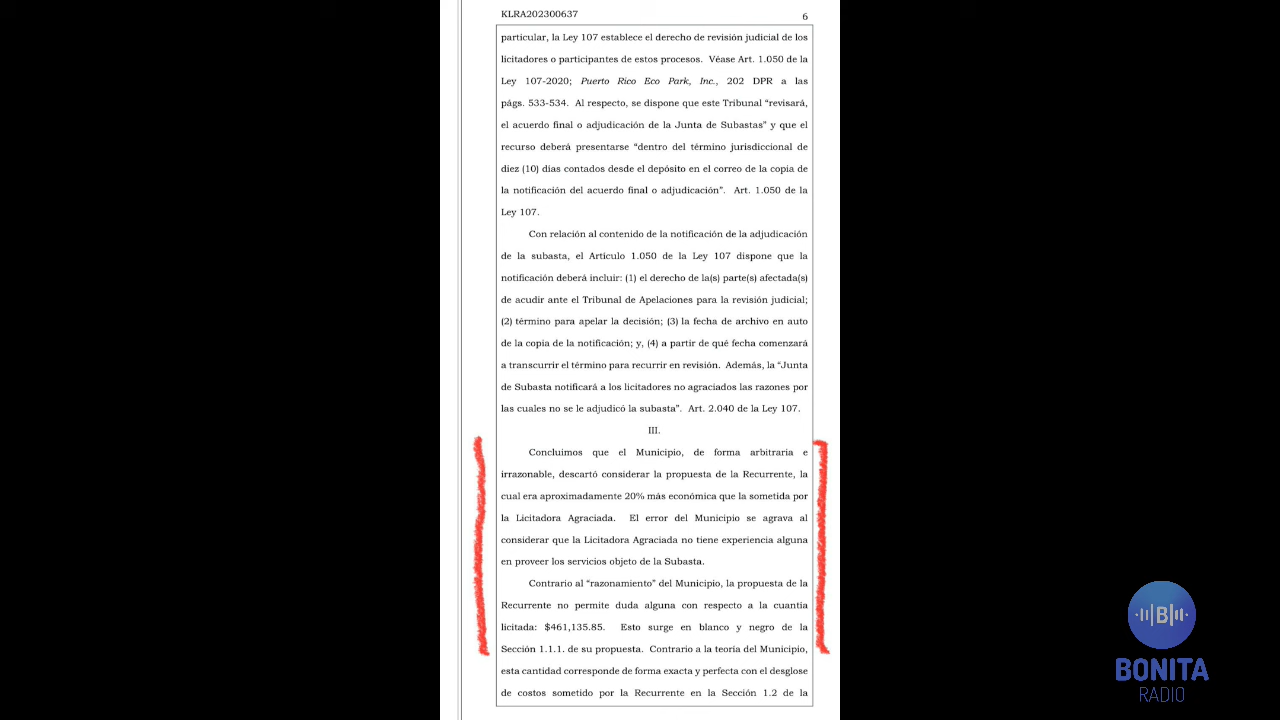 KLRA202300637
6
particular, la Ley 107 establece el derecho de revisión judicial de los
licitadores o participantes de estos procesos. Véase Art. 1.050 de la
Ley 107-2020; Puerto Rico Eco Park, Inc., 202 DPR a las
págs. 533-534. Al respecto, se dispone que este Tribunal “revisará,
el acuerdo final o adjudicación de la Junta de Subastas” y que el
recurso deberá presentarse “dentro del término jurisdiccional de
diez (10) días contados desde el depósito en el correo de la copia de
la notificación del acuerdo final o adjudicación”. Art. 1.050 de la
Ley 107.
Con relación al contenido de la notificación de la adjudicación
de la subasta, el Artículo 1.050 de la Ley 107 dispone que la
notificación deberá incluir: (1) el derecho de la(s) parte(s) afectada(s)
de acudir ante el Tribunal de Apelaciones para la revisión judicial;
(2) término para apelar la decisión; (3) la fecha de archivo en auto
de la copia de la notificación; y, (4) a partir de qué fecha comenzará
a transcurrir el término para recurrir en revisión. Además, la “Junta
de Subasta notificará a los licitadores no agraciados las razones por
las cuales no se le adjudicó la subasta”. Art. 2.040 de la Ley 107.
III.
Concluimos que el Municipio, de forma arbitraria e
irrazonable, descartó considerar la propuesta de la Recurrente, la
cual era aproximadamente 20% más económica que la sometida por
la Licitadora Agraciada. El error del Municipio se agrava al
considerar que la Licitadora Agraciada no tiene experiencia alguna
en proveer los servicios objeto de la Subasta.
Contrario al “razonamiento” del Municipio, la propuesta de la
Recurrente no permite duda alguna con respecto a la cuantía
licitada: $461,135.85. Esto surge en blanco y negro de la
Sección 1.1.1. de su propuesta. Contrario a la teoría del Municipio,
esta cantidad corresponde de forma exacta y perfecta con el desglose
de costos sometido por la Recurrente en la Sección 1.2 de la
B
BONITA
RADIO